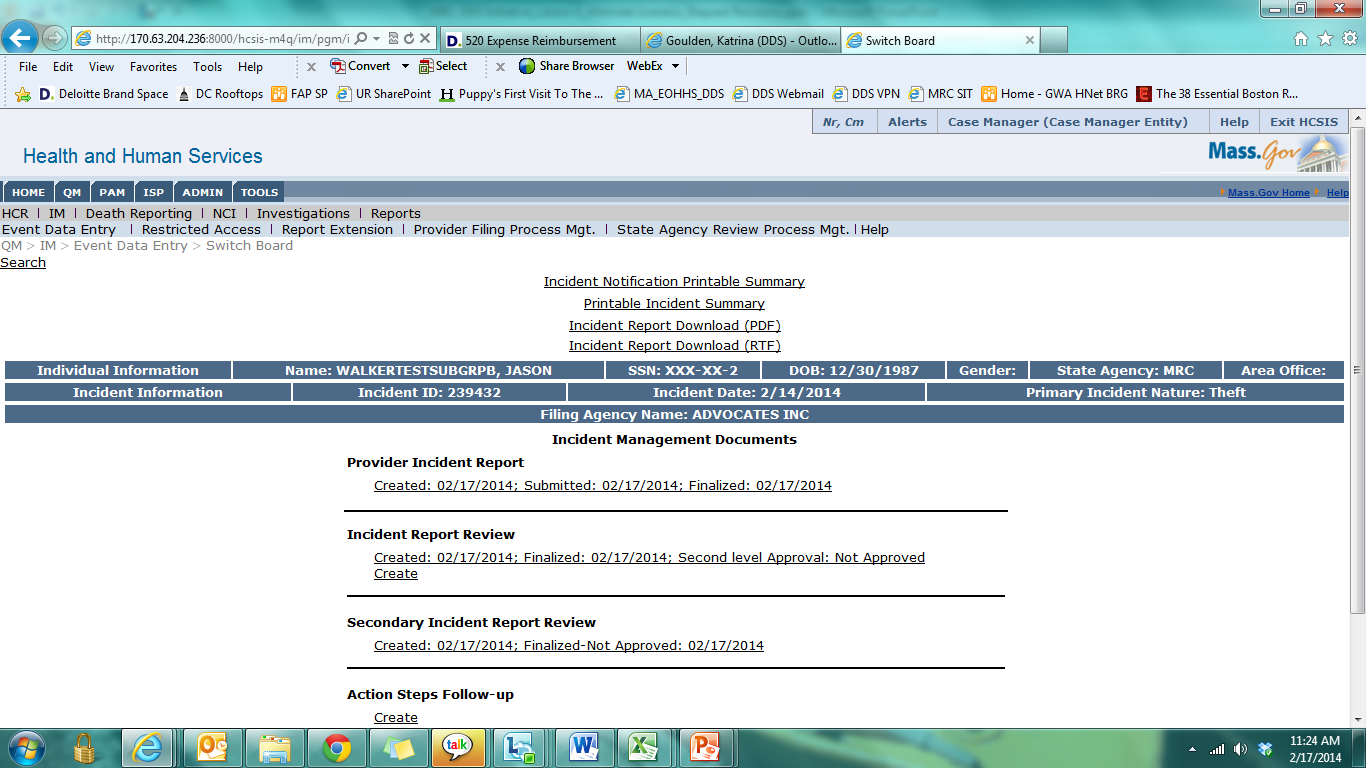 http://170.63.204.236:8000/hcsis-m4q/im/pgm/i
520 Expense Reimbursement
Goulden, Katrina (DDS) - Outlo...
Switch Board
File Edit View Favorites Tools Help
Convert
Select
Share Browser WebEx
Deloitte Brand Space
DC Rooftops
FAP SP
UR SharePoint
Puppy's First Visit To The ...
MA_EOHHS_DDS
DDS Webmail
DDS VPN
MRC SIT
Home - GWA HNet BRG
The 38 Essential Boston R...
Nr, Cm Alerts Case Manager (Case Manager Entity) Help Exit HCSIS
Health and Human Services
Mass.Gov
HOME QM PAM ISP ADMIN TOOLS
Mass.Gov Home Help
HCR | IM | Death Reporting | NCI | Investigations | Reports
Event Data Entry | Restricted Access | Report Extension | Provider Filing Process Mgt. | State Agency Review Process Mgt. | Help
QM > IM > Event Data Entry > Switch Board
Search
Incident Notification Printable Summary
Printable Incident Summary
Incident Report Download (PDF)
Incident Report Download (RTF)
Individual Information Name: WALKERTESTSUBGRPB, JASON SSN: XXX-XX-2 DOB: 12/30/1987 Gender: State Agency: MRC Area Office:
Incident Information Incident ID: 239432 Incident Date: 2/14/2014 Primary Incident Nature: Theft
Filing Agency Name: ADVOCATES INC
Incident Management Documents
Provider Incident Report
Created: 02/17/2014; Submitted: 02/17/2014; Finalized: 02/17/2014
Incident Report Review
Created: 02/17/2014; Finalized: 02/17/2014; Second level Approval: Not Approved
Create
Secondary Incident Report Review
Created: 02/17/2014; Finalized-Not Approved: 02/17/2014
Action Steps Follow-up
Create
talk
11:24 AM
2/17/2014